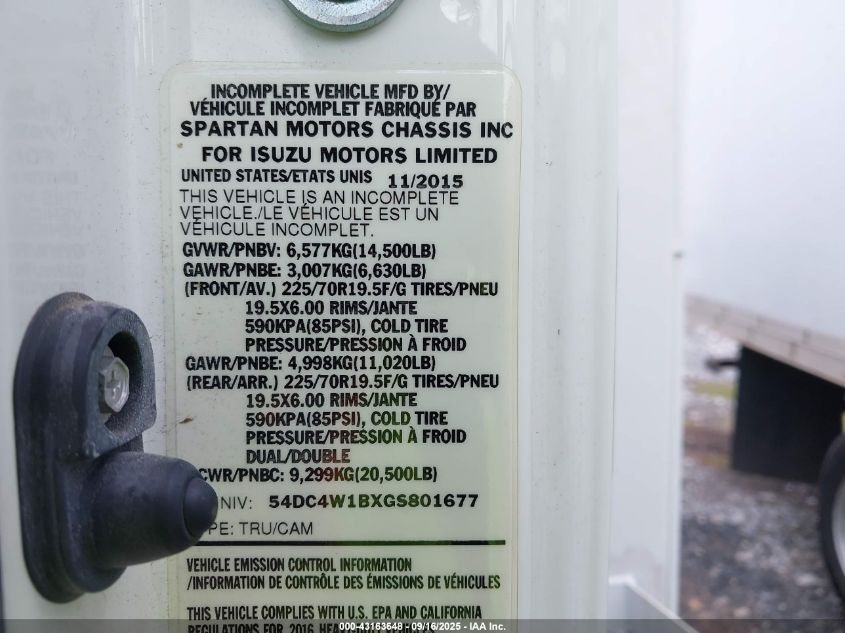 INCOMPLETE VEHICLE MFD BY/
VÉHICULE INCOMPLET FABRIQUÉ PAR
SPARTAN MOTORS CHASSIS INC
FOR ISUZU MOTORS LIMITED
UNITED STATES/ETATS UNIS 11/2015
THIS VEHICLE IS AN INCOMPLETE
VEHICLE./LE VÉHICULE EST UN
VÉHICULE INCOMPLET.
GVWR/PNBV: 6,577KG(14,500LB)
GAWR/PNBE: 3,007KG(6,630LB)
(FRONT/AV.) 225/70R19.5F/G TIRES/PNEU
19.5X6.00 RIMS/JANTE
590KPA(85PSI), COLD TIRE
PRESSURE/PRESSION À FROID
GAWR/PNBE: 4,998KG(11,020LB)
(REAR/ARR.) 225/70R19.5F/G TIRES/PNEU
19.5X6.00 RIMS/JANTE
590KPA(85PSI), COLD TIRE
PRESSURE/PRESSION À FROID
DUAL/DOUBLE
CWR/PNBC: 9,299KG(20,500LB)
NIV: 54DC4W1BXGS801677
PE: TRU/CAM
VEHICLE EMISSION CONTROL INFORMATION
/INFORMATION DE CONTRÔLE DES ÉMISSIONS DE VÉHICULES
THIS VEHICLE COMPLIES WITH U.S. EPA AND CALIFORNIA
REGULATIONS FOR 2016 HEAVY-DUTY VEHICLES
000-43163648 - 09/16/2025 - IAA Inc.